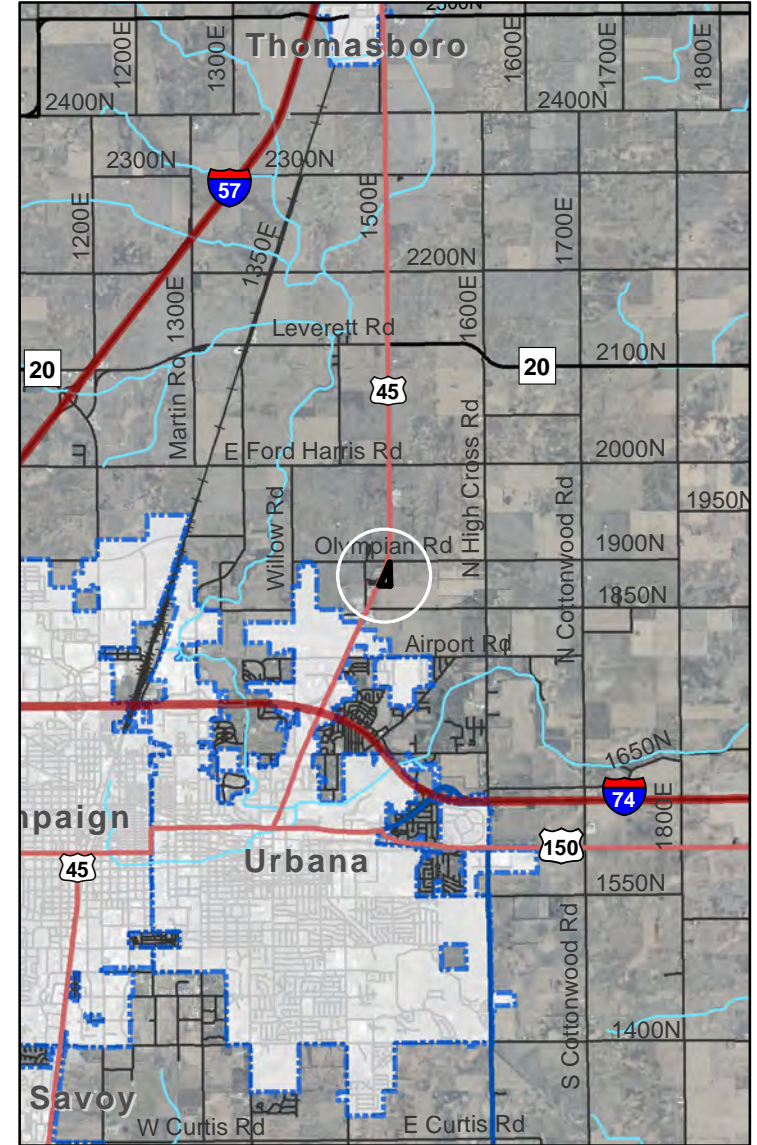 2500N
Thomasboro
1200E
1300E
1600E
1700E
1800E
2400N
2400N
2300N
2300N
57
1200E
1350E
1500E
1700E
2200N
1300E
1600E
Leverett Rd
20
20
2100N
45
Martin Rd
E Ford Harris Rd
2000N
N High Cross Rd
N Cottonwood Rd
1950N
Willow Rd
Olympian Rd
1900N
1850N
Airport Rd
1650N
74
1800E
mpaign
Urbana
150
45
1550N
S Cottonwood Rd
1400N
Savoy
W Curtis Rd
E Curtis Rd